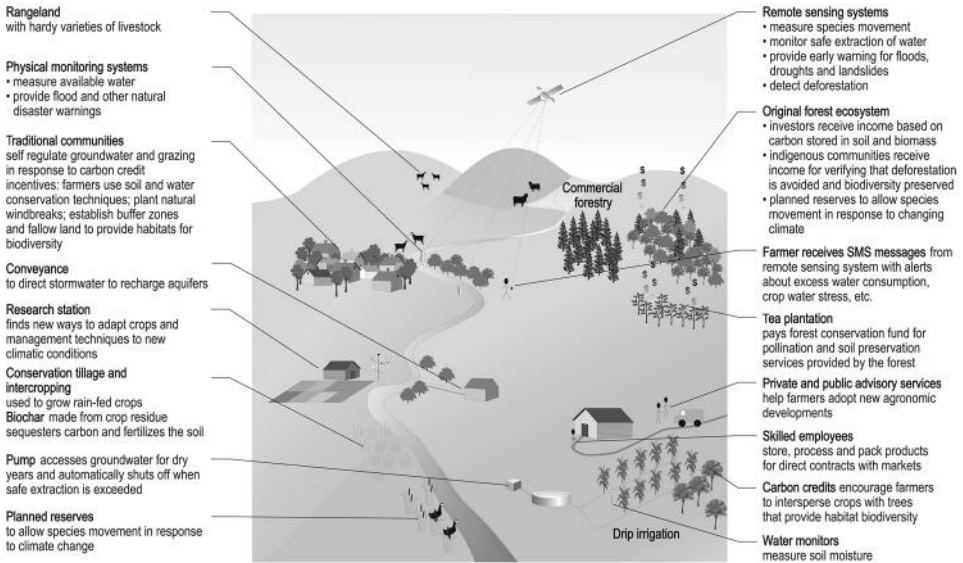 Rangeland
with hardy varieties of livestock
Physical monitoring systems
• measure available water
• provide flood and other natural
disaster warnings
Traditional communities
self regulate groundwater and grazing
in response to carbon credit
incentives: farmers use soil and water
conservation techniques; plant natural
windbreaks; establish buffer zones
and fallow land to provide habitats for
biodiversity
Conveyance
to direct stormwater to recharge aquifers
Research station
finds new ways to adapt crops and
management techniques to new
climatic conditions
Conservation tillage and
intercropping
used to grow rain-fed crops
Biochar made from crop residue
sequesters carbon and fertilizes the soil
Pump accesses groundwater for dry
years and automatically shuts off when
safe extraction is exceeded
Planned reserves
to allow species movement in response
to climate change
Commercial
forestry
$ $
$ $
$ $
$ $
$ $
Drip irrigation
Remote sensing systems
• measure species movement
• monitor safe extraction of water
• provide early warning for floods,
droughts and landslides
• detect deforestation
Original forest ecosystem
• investors receive income based on
carbon stored in soil and biomass
• indigenous communities receive
income for verifying that deforestation
is avoided and biodiversity preserved
• planned reserves to allow species
movement in response to changing
climate
Farmer receives SMS messages from
remote sensing system with alerts
about excess water consumption,
crop water stress, etc.
Tea plantation
pays forest conservation fund for
pollination and soil preservation
services provided by the forest
Private and public advisory services
help farmers adopt new agronomic
developments
Skilled employees
store, process and pack products
for direct contracts with markets
Carbon credits encourage farmers
to intersperse crops with trees
that provide habitat biodiversity
Water monitors
measure soil moisture